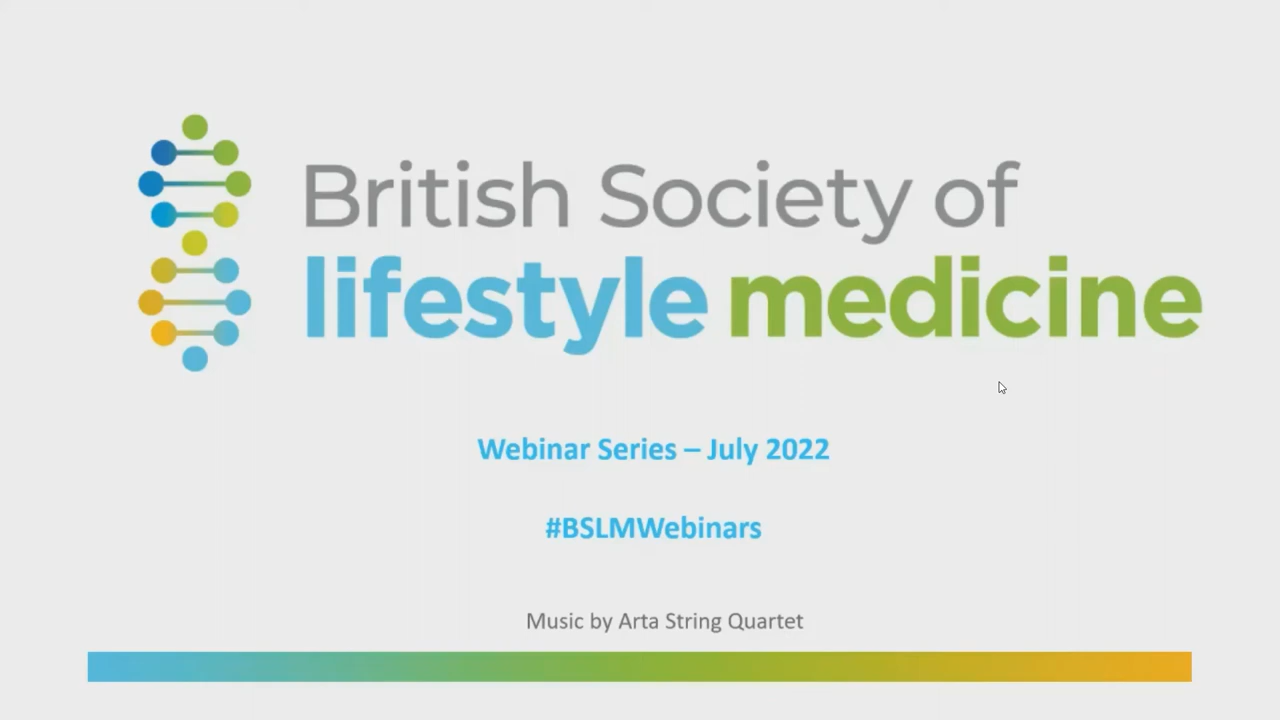 British Society of
lifestyle medicine
Webinar Series – July 2022
#BSLMWebinars
Music by Arta String Quartet